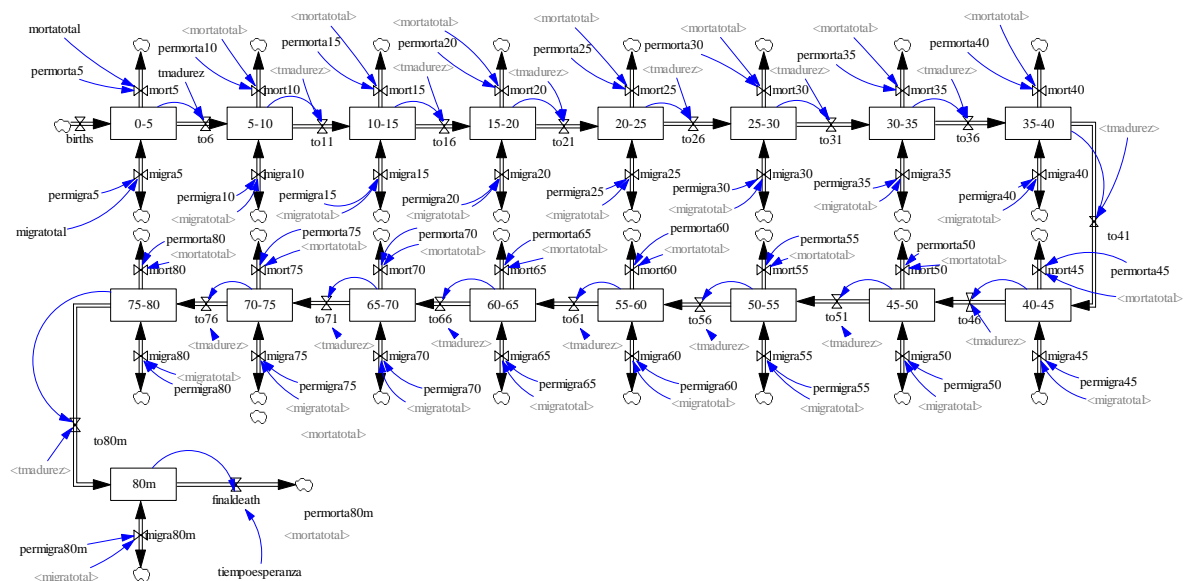 mortatotal
permorta10
<mortatotal>
permorta15
<mortatotal>
<mortatotal>
permorta20
<mortatotal>
permorta25
<mortatotal>
permorta30
<mortatotal>
permorta35
<mortatotal>
permorta40
permorta5
tmadurez
<tmadurez>
<tmadurez>
<tmadurez>
<tmadurez>
<tmadurez>
<tmadurez>
mort5
mort10
mort15
mort20
mort25
mort30
mort35
mort40
births
0-5
to6
5-10
to11
10-15
to16
15-20
to21
20-25
to26
25-30
to31
30-35
to36
35-40
<tmadurez>
migra5
migra10
migra15
migra20
migra25
migra30
migra35
migra40
permigra5
permigra10
permigra15
permigra20
permigra25
permigra30
permigra35
permigra40
<migratotal>
<migratotal>
<migratotal>
<migratotal>
<migratotal>
<migratotal>
<migratotal>
migratotal
to41
permorta80
<mortatotal>
permorta75
<mortatotal>
permorta70
<mortatotal>
permorta65
<mortatotal>
permorta60
<mortatotal>
permorta55
<mortatotal>
permorta50
<mortatotal>
permorta45
<mortatotal>
mort80
mort75
mort70
mort65
mort60
mort55
mort50
mort45
75-80
to76
70-75
to71
65-70
to66
60-65
to61
55-60
to56
50-55
to51
45-50
to46
40-45
<tmadurez>
<tmadurez>
<tmadurez>
<tmadurez>
<tmadurez>
<tmadurez>
<tmadurez>
migra80
migra75
migra70
migra65
migra60
migra55
migra50
migra45
<migratotal>
permigra80
permigra75
<migratotal>
permigra70
<migratotal>
permigra65
<migratotal>
permigra60
<migratotal>
permigra55
<migratotal>
permigra50
<migratotal>
permigra45
<migratotal>
<mortatotal>
to80m
<tmadurez>
80m
finaldeath
permorta80m
<mortatotal>
migra80m
permigra80m
<migratotal>
tiempoesperanza